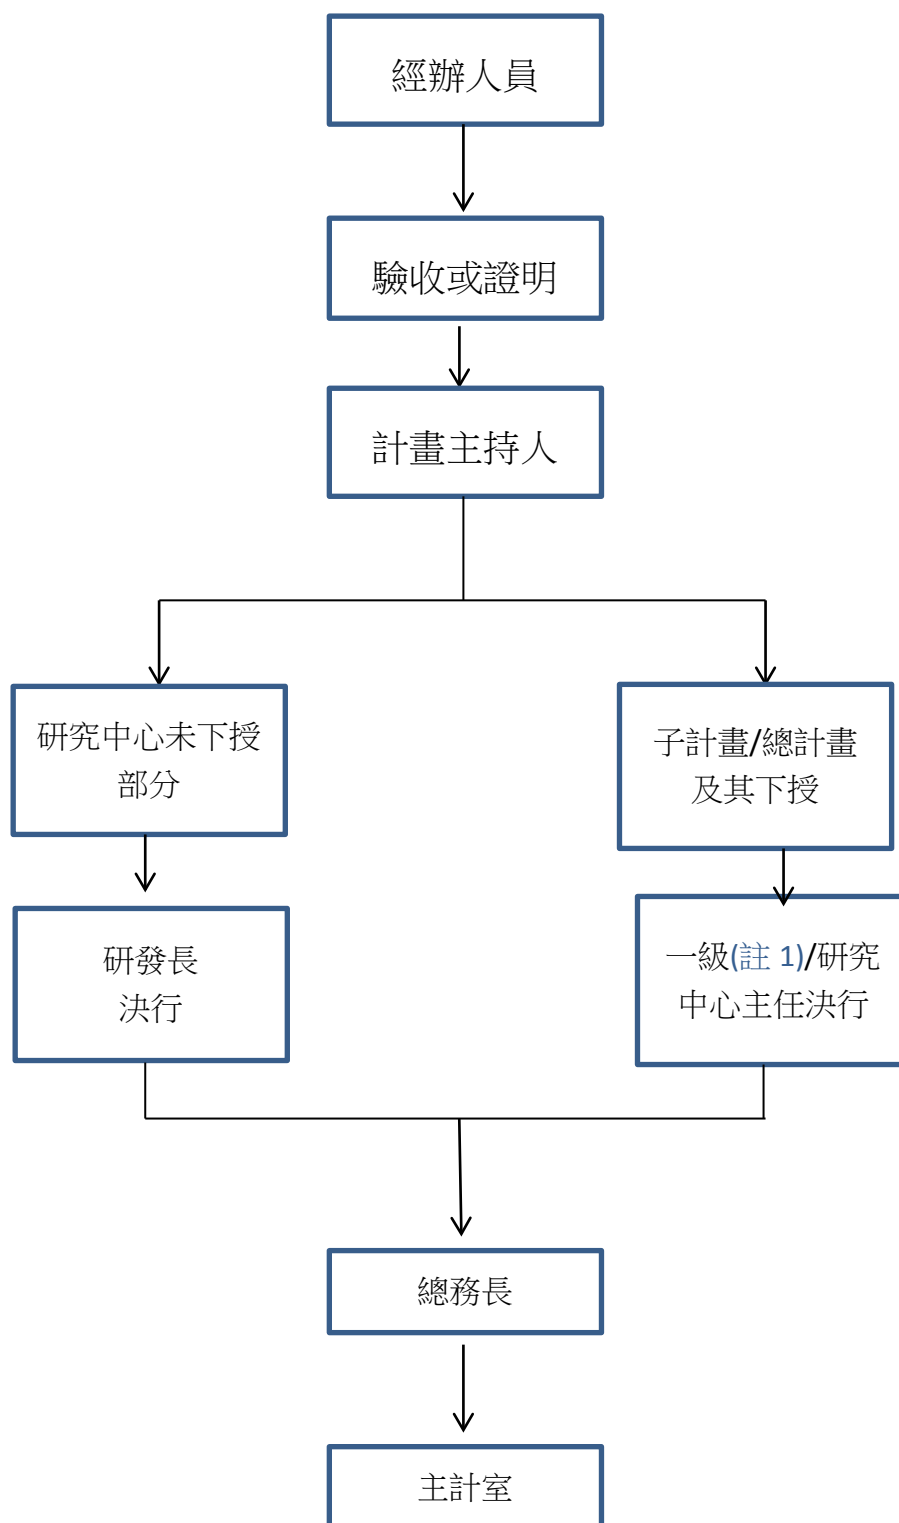 經辦人員
驗收或證明
計畫主持人
研究中心未下授
部分
子計畫/總計畫
及其下授
研發長
決行
一級(註 1)/研究
中心主任決行
總務長
主計室